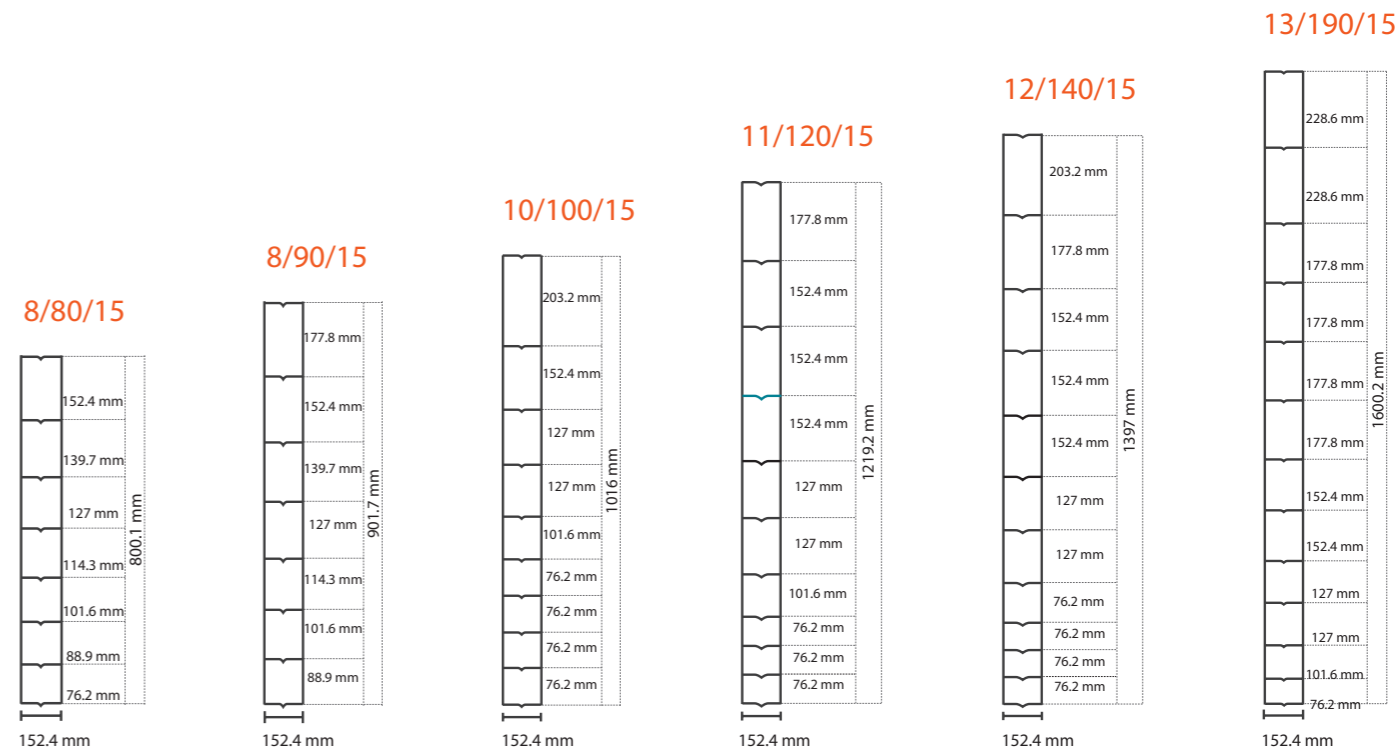 8/80/15
152.4 mm
139.7 mm
127 mm
114.3 mm
101.6 mm
88.9 mm
76.2 mm
800.1 mm
152.4 mm
8/90/15
177.8 mm
152.4 mm
139.7 mm
127 mm
114.3 mm
101.6 mm
88.9 mm
901.7 mm
152.4 mm
10/100/15
203.2 mm
152.4 mm
127 mm
127 mm
101.6 mm
76.2 mm
76.2 mm
76.2 mm
76.2 mm
1016 mm
152.4 mm
11/120/15
177.8 mm
152.4 mm
152.4 mm
152.4 mm
127 mm
127 mm
101.6 mm
76.2 mm
76.2 mm
76.2 mm
1219.2 mm
152.4 mm
12/140/15
203.2 mm
177.8 mm
152.4 mm
152.4 mm
152.4 mm
127 mm
127 mm
76.2 mm
76.2 mm
76.2 mm
76.2 mm
1397 mm
152.4 mm
13/190/15
228.6 mm
228.6 mm
177.8 mm
177.8 mm
177.8 mm
177.8 mm
152.4 mm
152.4 mm
127 mm
127 mm
101.6 mm
76.2 mm
1600.2 mm
152.4 mm